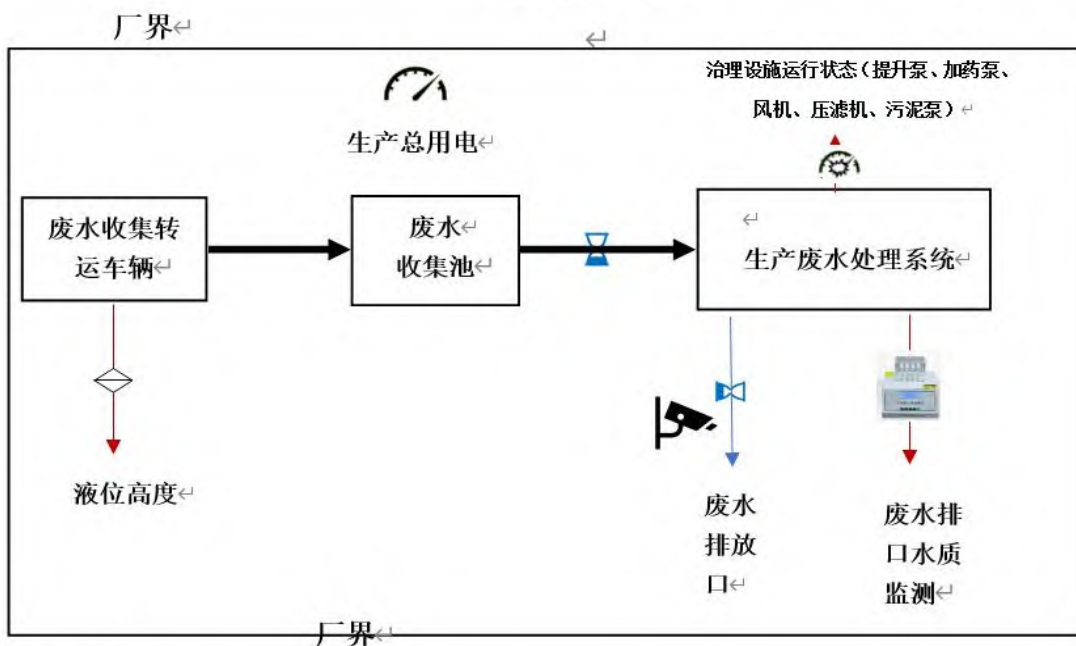 厂界
治理设施运行状态（提升泵、加药泵、
风机、压滤机、污泥泵）
生产总用电
废水收集转
运车辆
废水
收集池
生产废水处理系统
液位高度
废水
排放
口
废水排
口水质
监测
厂界